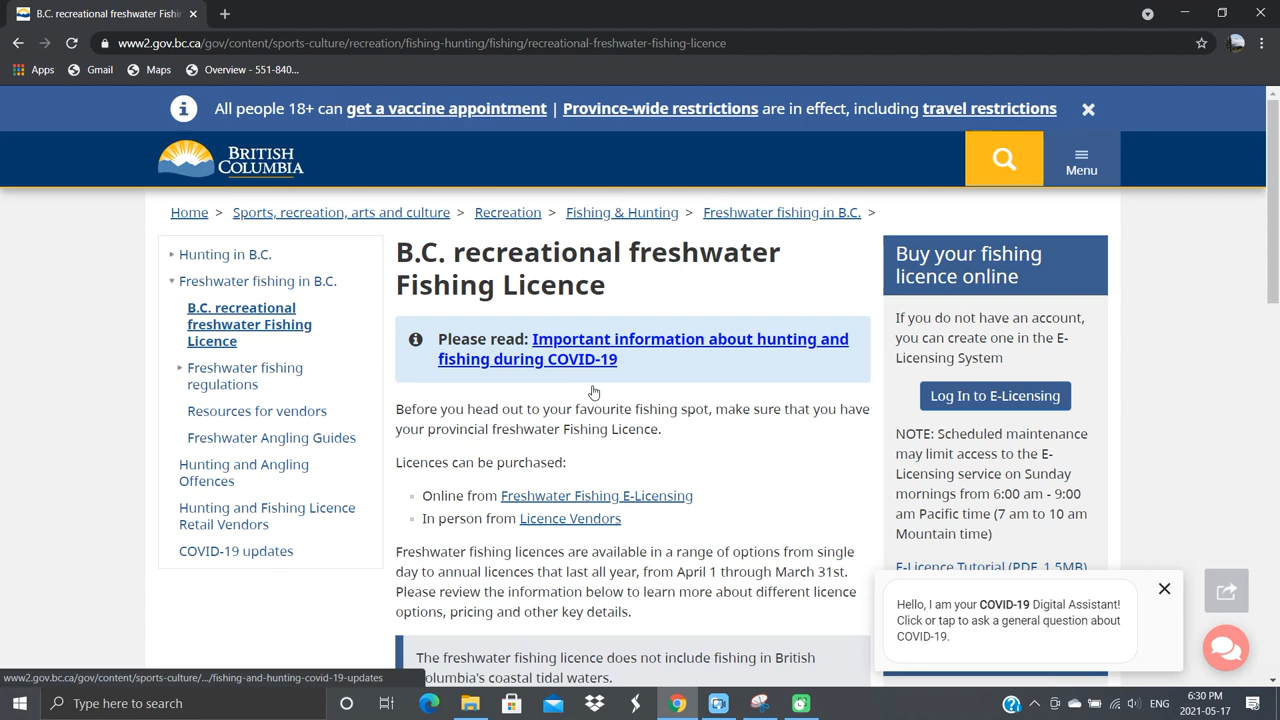 B.C. recreational freshwater Fishin
www2.gov.bc.ca/gov/content/sports-culture/recreation/fishing-hunting/fishing/recreational-freshwater-fishing-licence
Apps Gmail Maps Overview - 551-840...
All people 18+ can get a vaccine appointment | Province-wide restrictions are in effect, including travel restrictions
BRITISH
COLUMBIA
Menu
Home > Sports, recreation, arts and culture > Recreation > Fishing & Hunting > Freshwater fishing in B.C. >
Hunting in B.C.
Freshwater fishing in B.C.
B.C. recreational
freshwater Fishing
Licence
Freshwater fishing
regulations
Resources for vendors
Freshwater Angling Guides
Hunting and Angling
Offences
Hunting and Fishing Licence
Retail Vendors
COVID-19 updates
B.C. recreational freshwater
Fishing Licence
Please read: Important information about hunting and
fishing during COVID-19
Before you head out to your favourite fishing spot, make sure that you have
your provincial freshwater Fishing Licence.
Licences can be purchased:
Online from Freshwater Fishing E-Licensing
In person from Licence Vendors
Freshwater fishing licences are available in a range of options from single
day to annual licences that last all year, from April 1 through March 31st.
Please review the information below to learn more about different licence
options, pricing and other key details.
The freshwater fishing licence does not include fishing in British
olumbia's coastal tidal waters.
Buy your fishing
licence online
If you do not have an account,
you can create one in the E-
Licensing System
Log In to E-Licensing
NOTE: Scheduled maintenance
may limit access to the E-
Licensing service on Sunday
mornings from 6:00 am - 9:00
am Pacific time (7 am to 10 am
Mountain time)
E-Licence Tutorial (PDF, 1.5MB)
Hello, I am your COVID-19 Digital Assistant!
Click or tap to ask a general question about
COVID-19.
www2.gov.bc.ca/gov/content/sports-culture/.../fishing-and-hunting-covid-19-updates
Type here to search
ENG
6:30 PM
2021-05-17